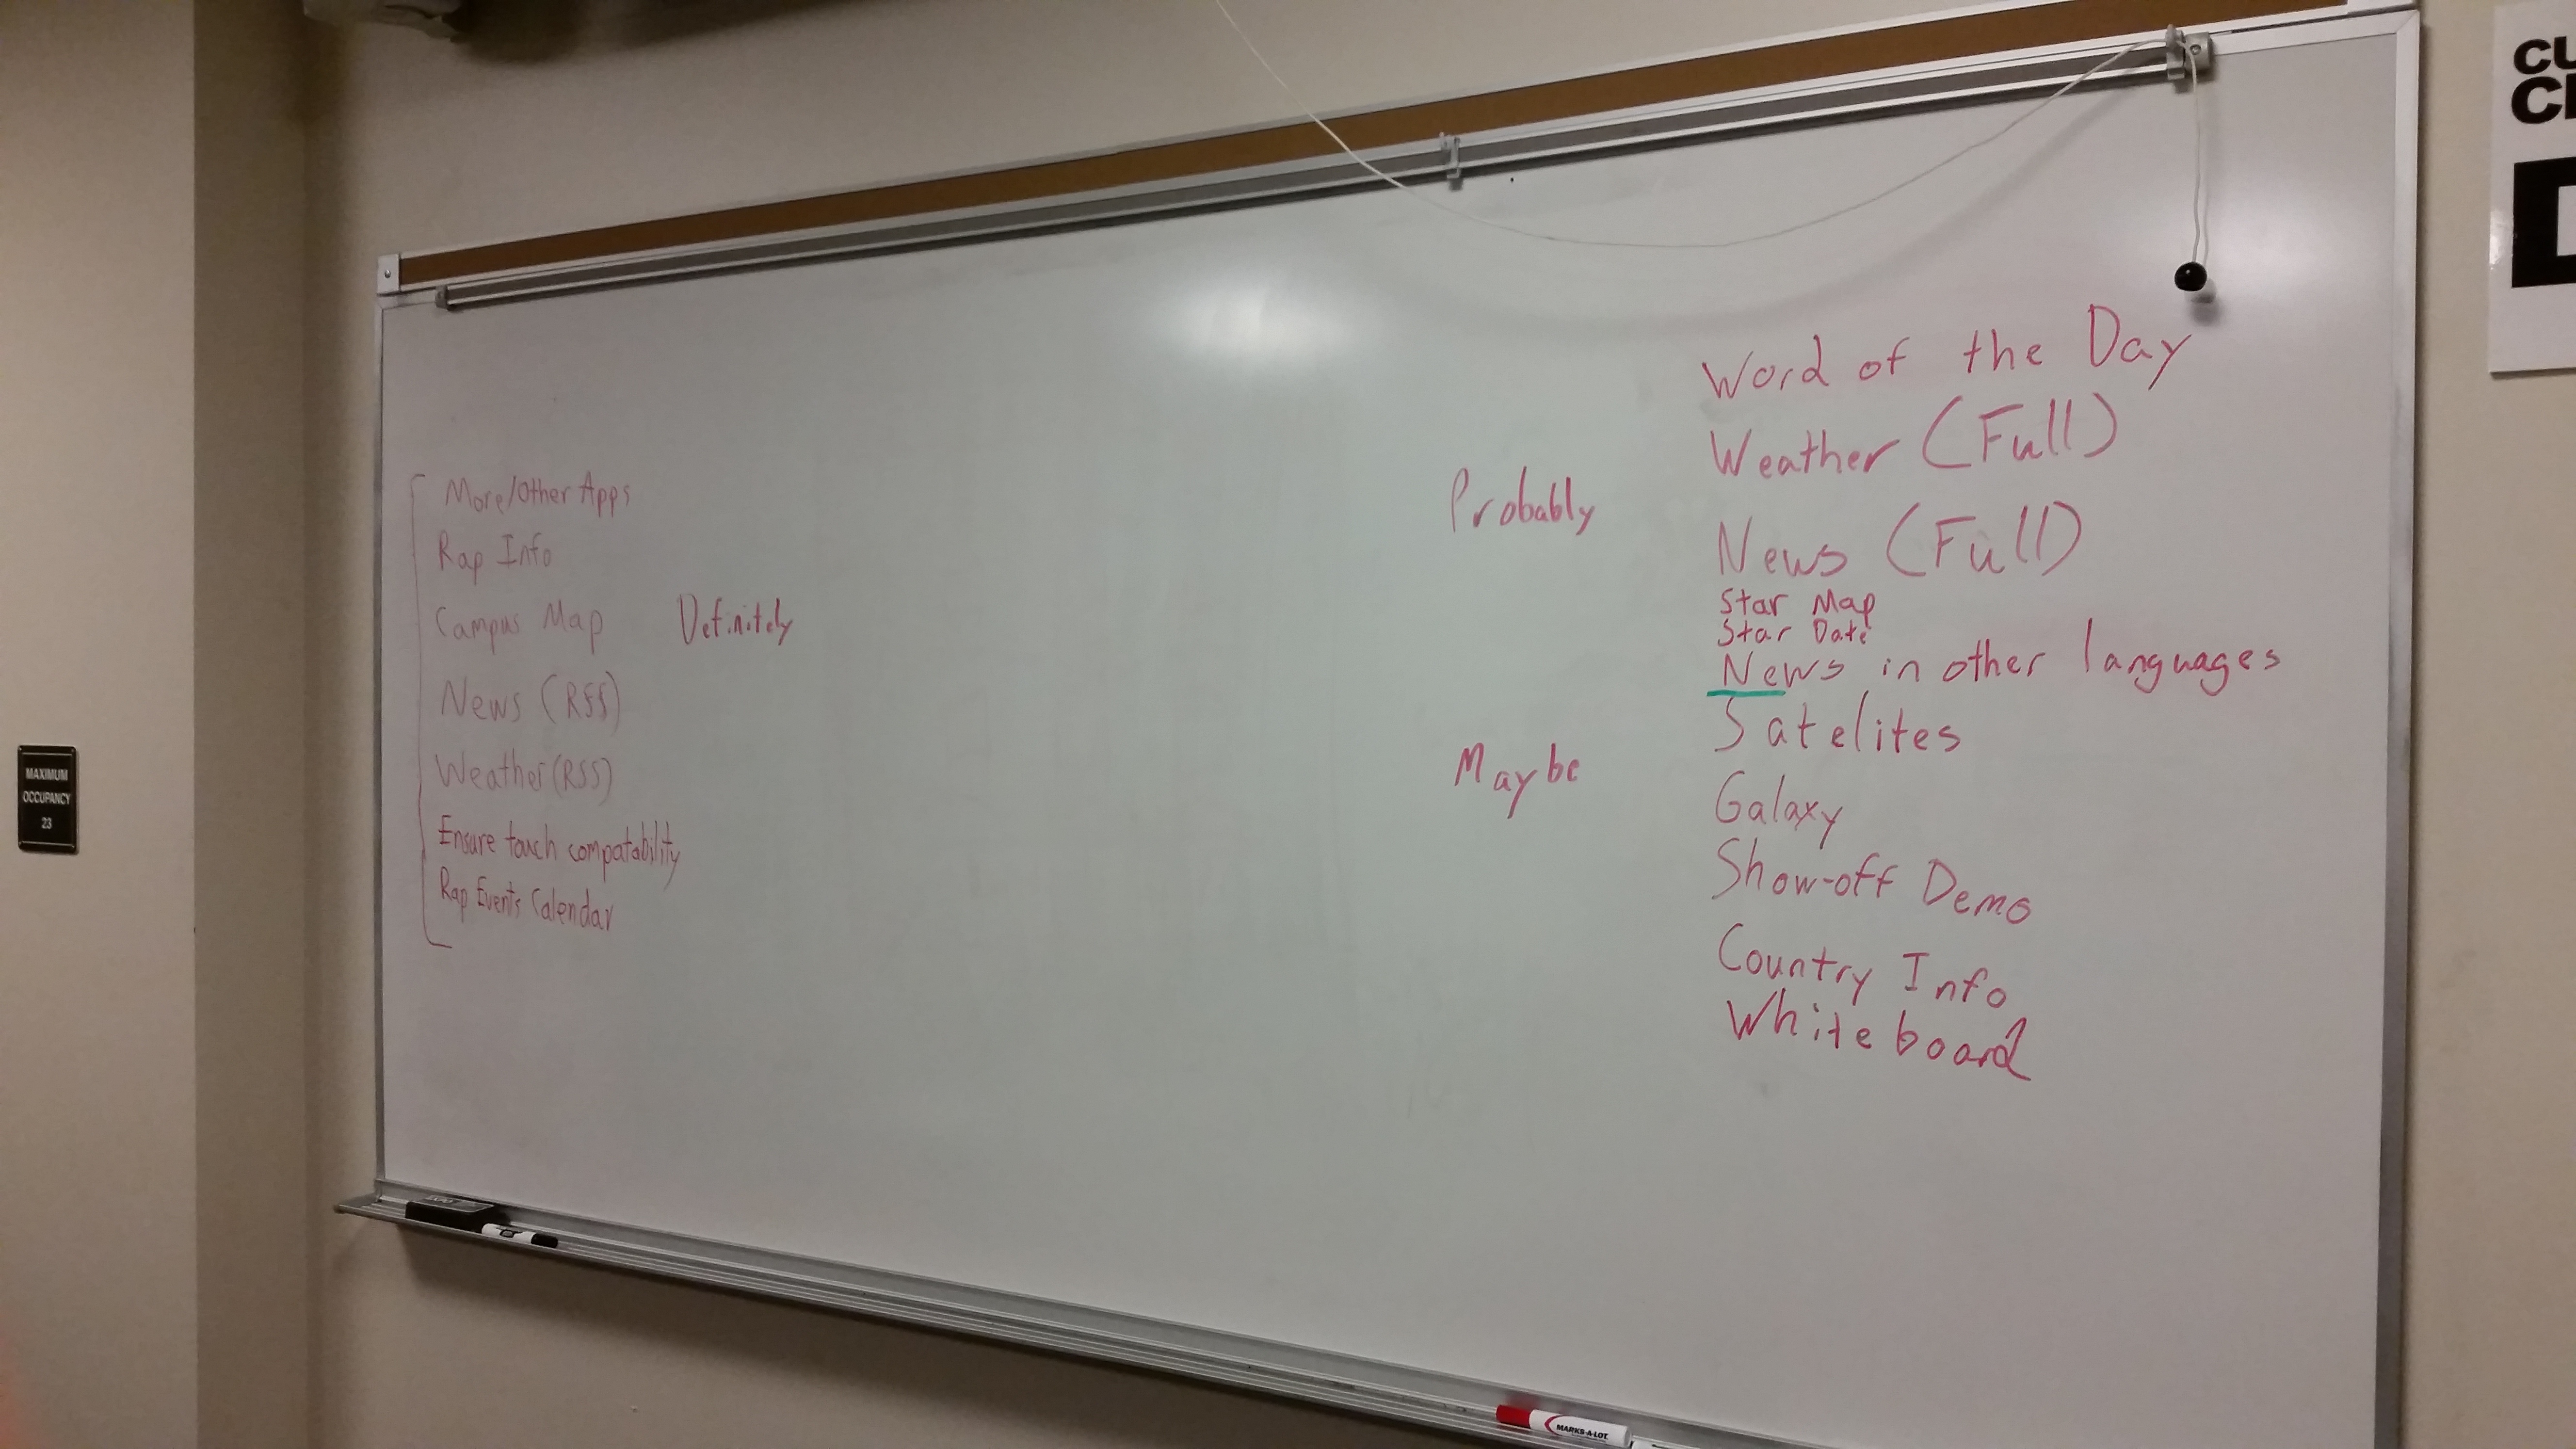 More/Other Apps
Rap Info
Campus Map
Definitely
News (RSS)
Weather (RSS)
Ensure touch compatability
Rap Events Calendar
Probably
Maybe
Word of the Day
Weather (Full)
News (Full)
Star Map
Star Date
News in other languages
Satelites
Galaxy
Show-off Demo
Country Info
Whiteboard
MAXIMUM
OCCUPANCY
23
MARKS-A-LOT